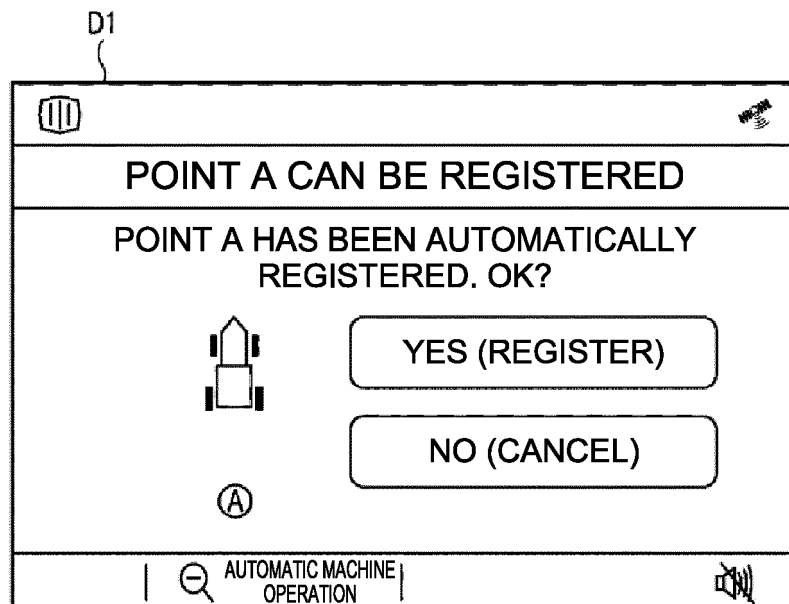 D1
POINT A CAN BE REGISTERED
POINT A HAS BEEN AUTOMATICALLY
REGISTERED. OK?
YES (REGISTER)
NO (CANCEL)
A
AUTOMATIC MACHINE
OPERATION